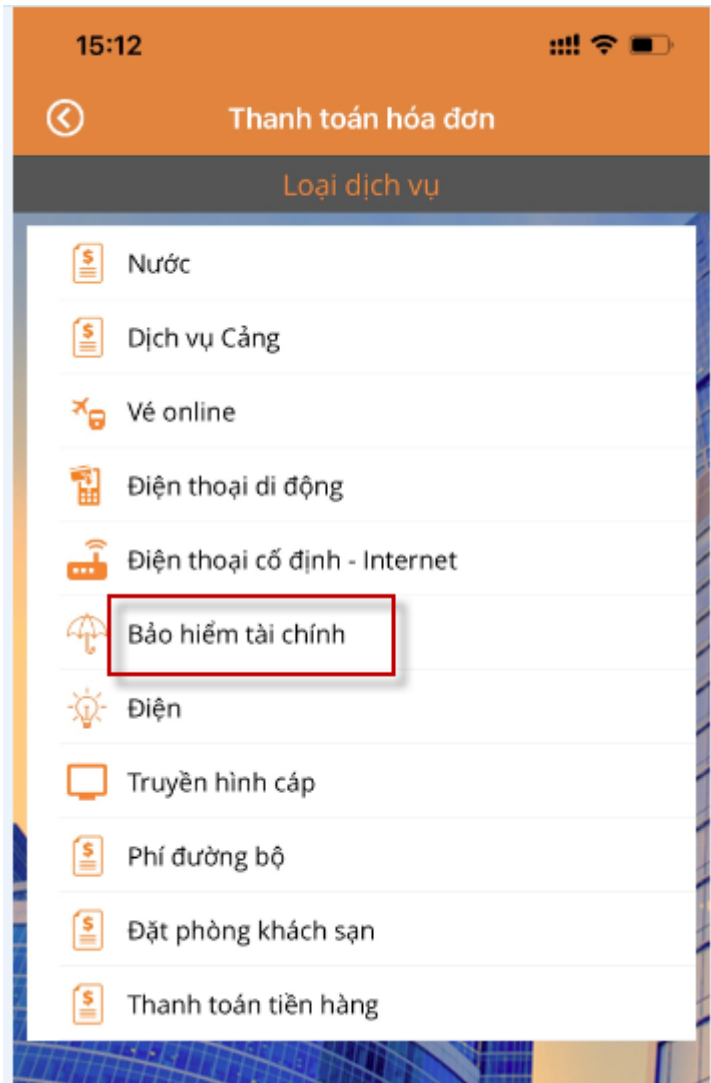 15:12
Thanh toán hóa đơn
Loại dịch vụ
Nước
Dịch vụ Cảng
Vé online
Điện thoại di động
Điện thoại cố định - Internet
Bảo hiểm tài chính
Điện
Truyền hình cáp
Phí đường bộ
Đặt phòng khách sạn
Thanh toán tiền hàng